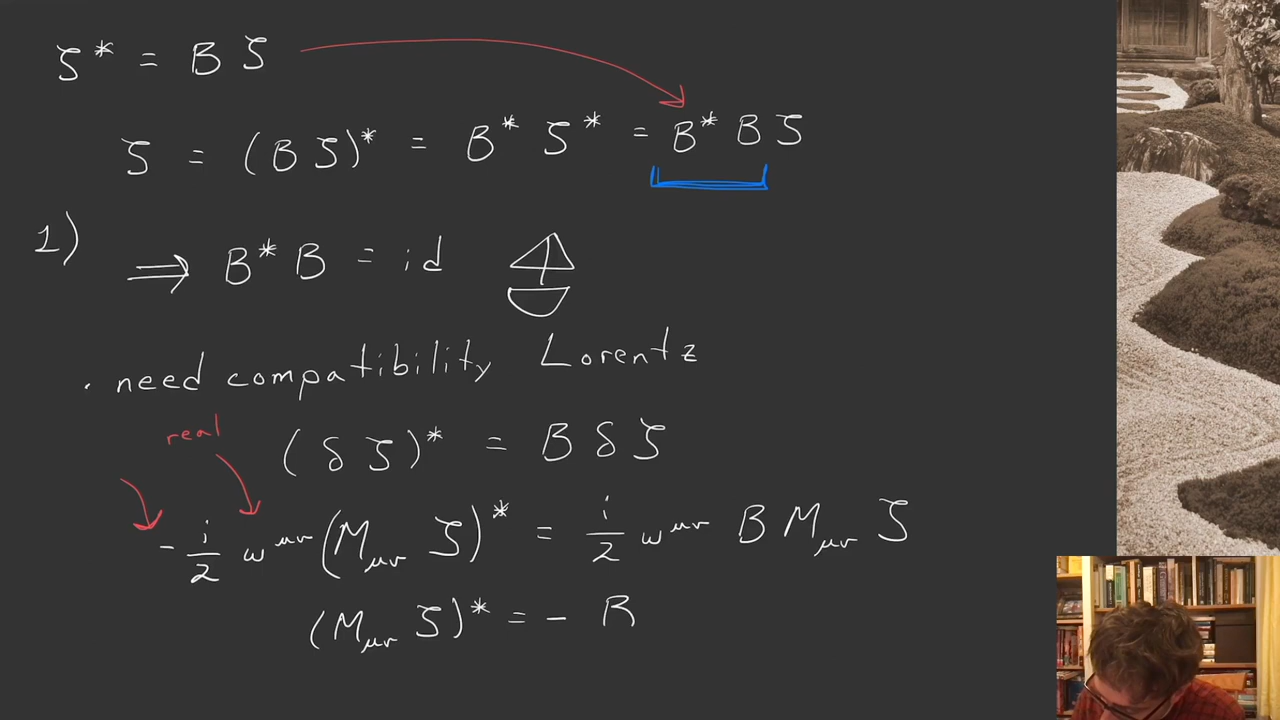 ζ* = B ζ
ζ = (B ζ)* = B* ζ* = B* B ζ
1)
⟹ B* B = id
· need compatibility Lorentz
real
(δ ζ)* = B δ ζ
- i/2 ω^μν (M_μν ζ)* = i/2 ω^μν B M_μν ζ
(M_μν ζ)* = - B